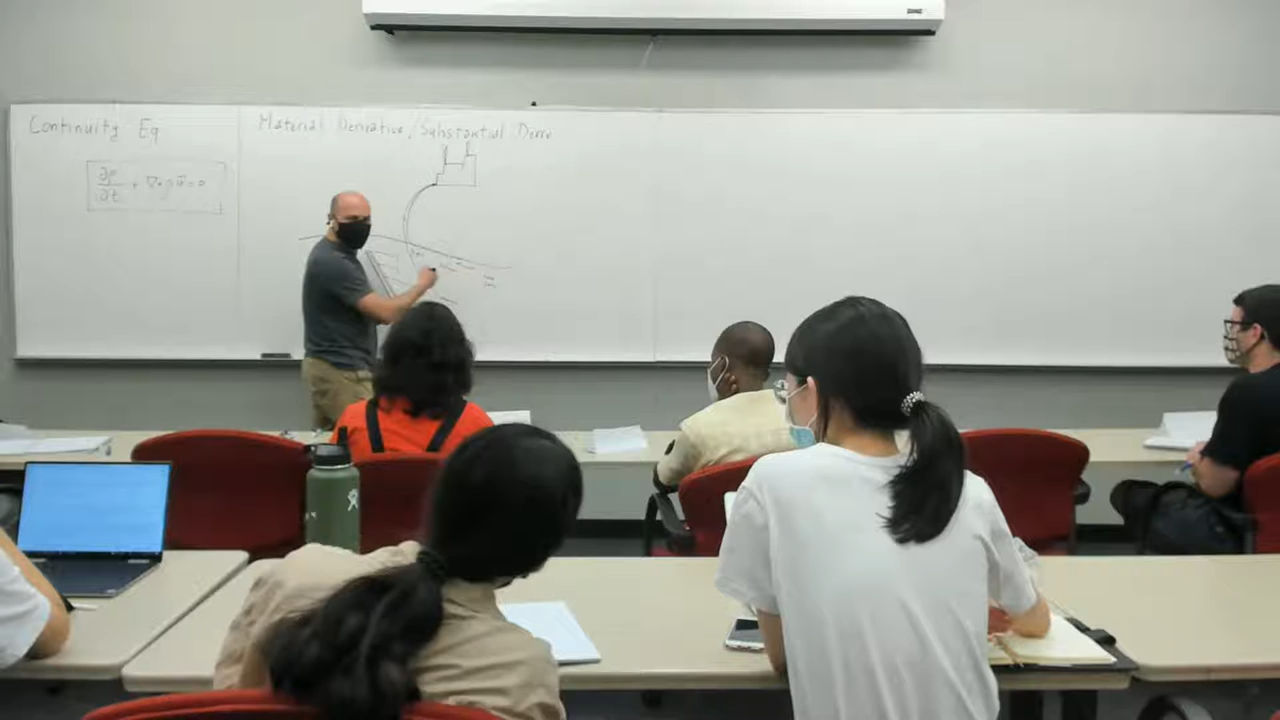 Continuity Eq
Material Derivative/Substantial Deriv
∂ρ/∂t + ∇•ρV̄ = 0